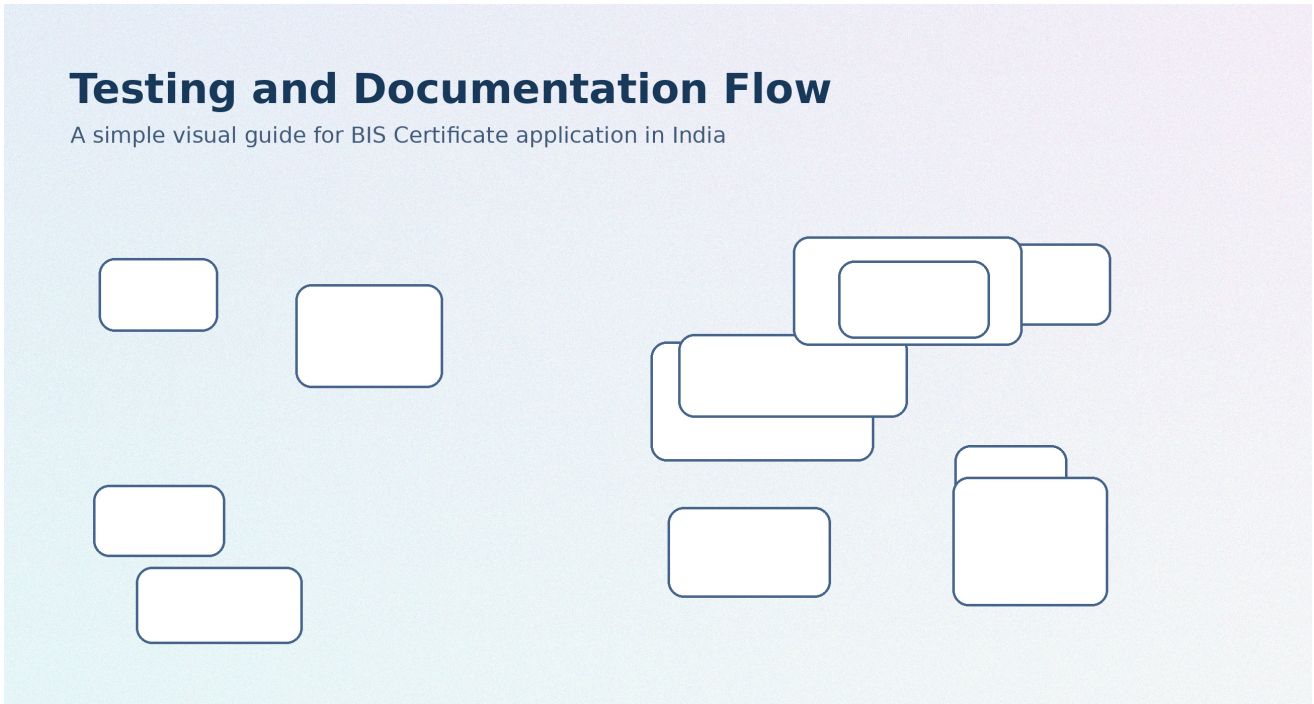 Testing and Documentation Flow
A simple visual guide for BIS Certificate application in India